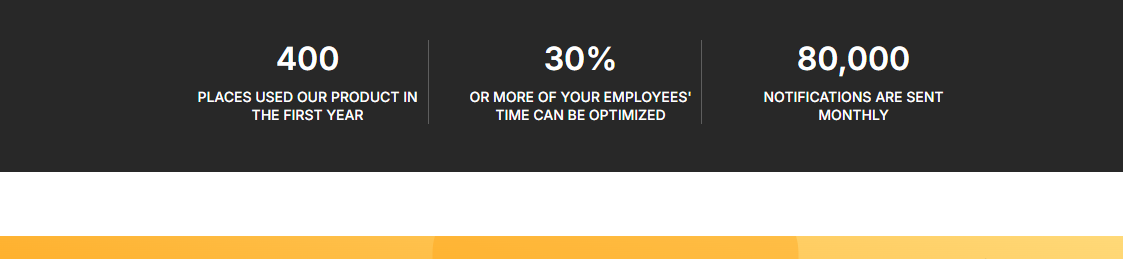 400
PLACES USED OUR PRODUCT IN
THE FIRST YEAR
30%
OR MORE OF YOUR EMPLOYEES'
TIME CAN BE OPTIMIZED
80,000
NOTIFICATIONS ARE SENT
MONTHLY